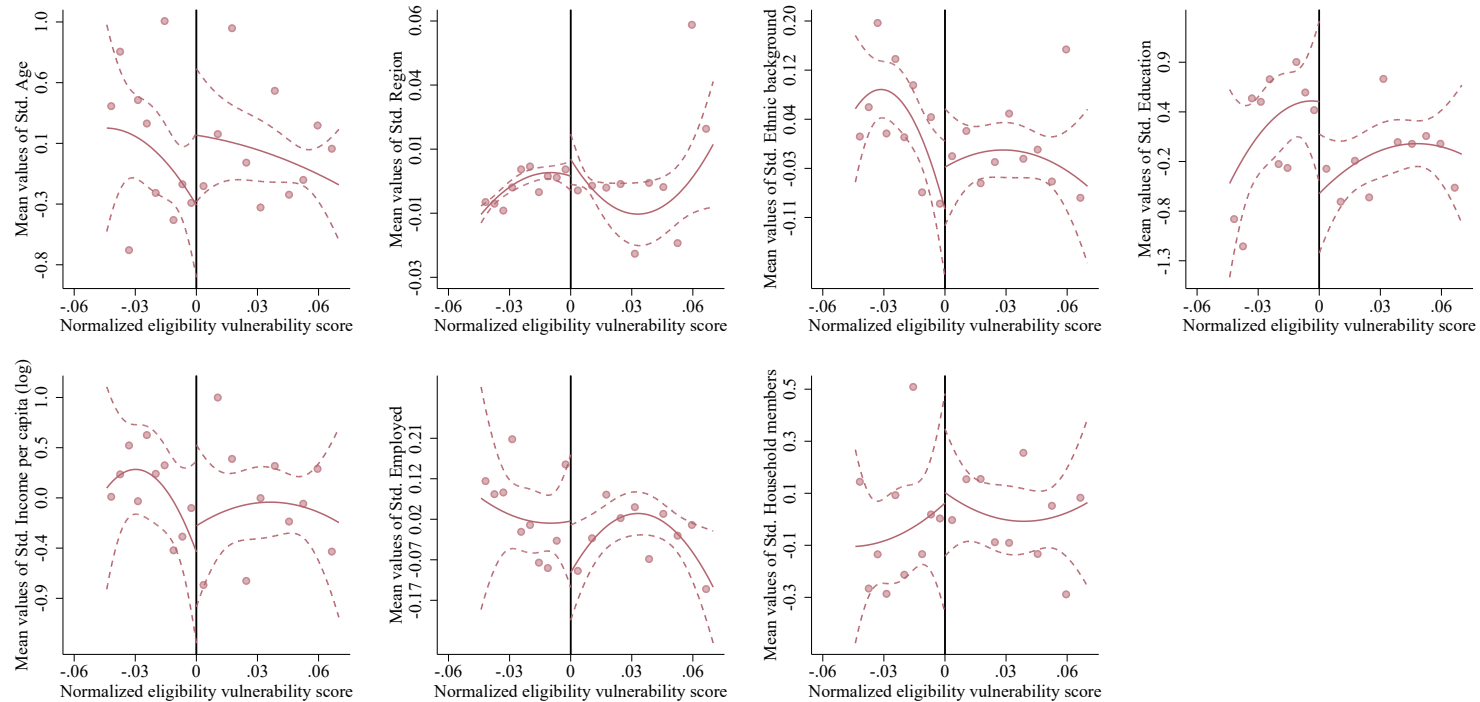 Mean values of Std. Age
1.0
0.6
0.1
-0.3
-0.8
-.06 -.03 0 .03 .06
Normalized eligibility vulnerability score
Mean values of Std. Region
0.06
0.04
0.01
-0.01
-0.03
-.06 -.03 0 .03 .06
Normalized eligibility vulnerability score
Mean values of Std. Ethnic background
0.20
0.12
0.04
-0.03
-0.11
-.06 -.03 0 .03 .06
Normalized eligibility vulnerability score
Mean values of Std. Education
0.9
0.4
-0.2
-0.8
-1.3
-.06 -.03 0 .03 .06
Normalized eligibility vulnerability score
Mean values of Std. Income per capita (log)
1.0
0.5
0.0
-0.4
-0.9
-.06 -.03 0 .03 .06
Normalized eligibility vulnerability score
Mean values of Std. Employed
0.21
0.12
0.02
-0.07
-0.17
-.06 -.03 0 .03 .06
Normalized eligibility vulnerability score
Mean values of Std. Household members
0.5
0.3
0.1
-0.1
-0.3
-.06 -.03 0 .03 .06
Normalized eligibility vulnerability score